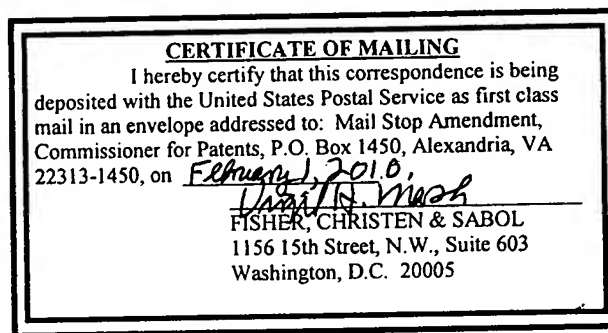 CERTIFICATE OF MAILING
I hereby certify that this correspondence is being
deposited with the United States Postal Service as first class
mail in an envelope addressed to: Mail Stop Amendment,
Commissioner for Patents, P.O. Box 1450, Alexandria, VA
22313-1450, on February 1, 2010.
H. Marsh
FISHER, CHRISTEN & SABOL
1156 15th Street, N.W., Suite 603
Washington, D.C. 20005